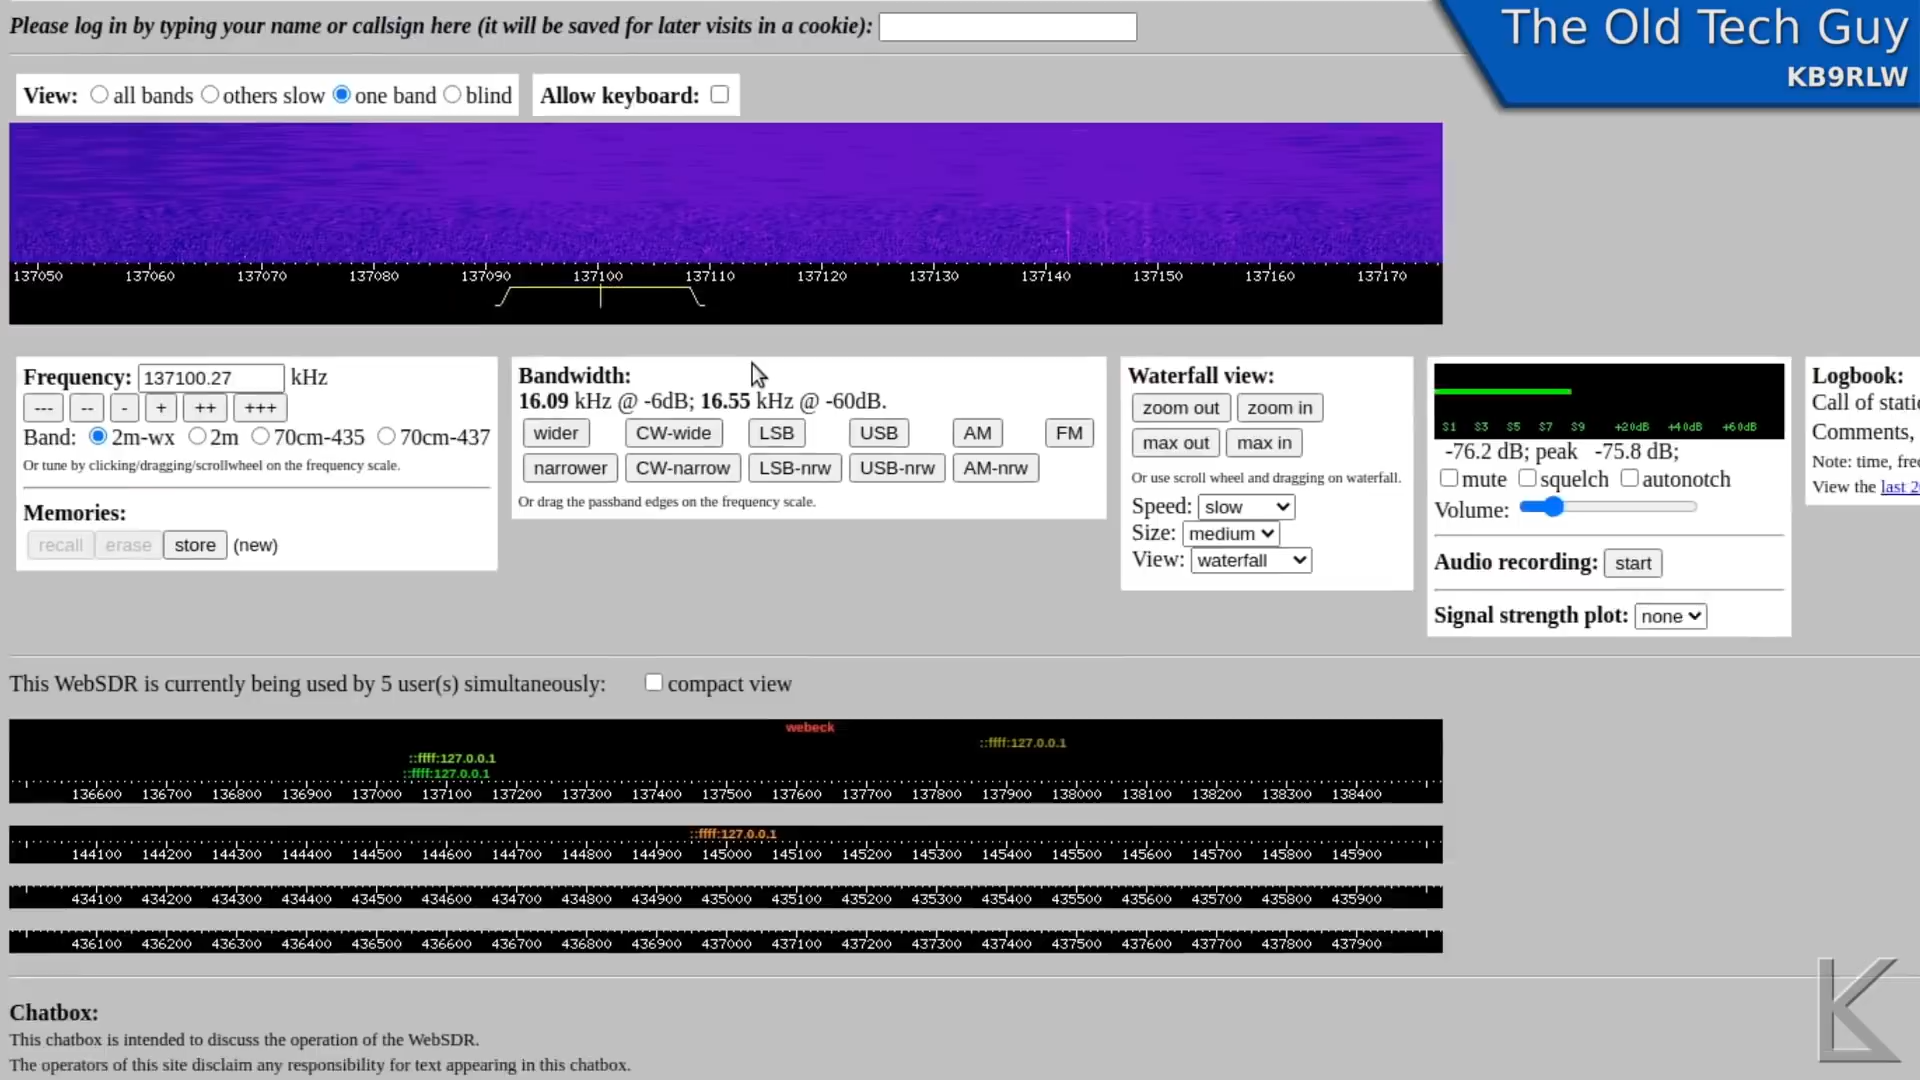 Please log in by typing your name or callsign here (it will be saved for later visits in a cookie):
The Old Tech Guy
KB9RLW
View: all bands others slow one band blind Allow keyboard:
137050 137060 137070 137080 137090 137100 137110 137120 137130 137140 137150 137160 137170
Frequency: 137100.27 kHz
--- -- - + ++ +++
Band: 2m-wx 2m 70cm-435 70cm-437
Or tune by clicking/dragging/scrollwheel on the frequency scale.
Memories:
recall erase store (new)
Bandwidth:
16.09 kHz @ -6dB; 16.55 kHz @ -60dB.
wider CW-wide LSB USB AM FM
narrower CW-narrow LSB-nrw USB-nrw AM-nrw
Or drag the passband edges on the frequency scale.
Waterfall view:
zoom out zoom in
max out max in
Or use scroll wheel and dragging on waterfall.
Speed: slow
Size: medium
View: waterfall
S1 S3 S5 S7 S9 +20dB +40dB +60dB
-76.2 dB; peak -75.8 dB;
mute squelch autonotch
Volume:
Audio recording: start
Signal strength plot: none
Logbook:
Call of static
Comments,
Note: time, fre
View the last 2
This WebSDR is currently being used by 5 user(s) simultaneously: compact view
webeck
::ffff:127.0.0.1
::ffff:127.0.0.1
::ffff:127.0.0.1
136600 136700 136800 136900 137000 137100 137200 137300 137400 137500 137600 137700 137800 137900 138000 138100 138200 138300 138400
::ffff:127.0.0.1
144100 144200 144300 144400 144500 144600 144700 144800 144900 145000 145100 145200 145300 145400 145500 145600 145700 145800 145900
434100 434200 434300 434400 434500 434600 434700 434800 434900 435000 435100 435200 435300 435400 435500 435600 435700 435800 435900
436100 436200 436300 436400 436500 436600 436700 436800 436900 437000 437100 437200 437300 437400 437500 437600 437700 437800 437900
Chatbox:
This chatbox is intended to discuss the operation of the WebSDR.
The operators of this site disclaim any responsibility for text appearing in this chatbox.
K